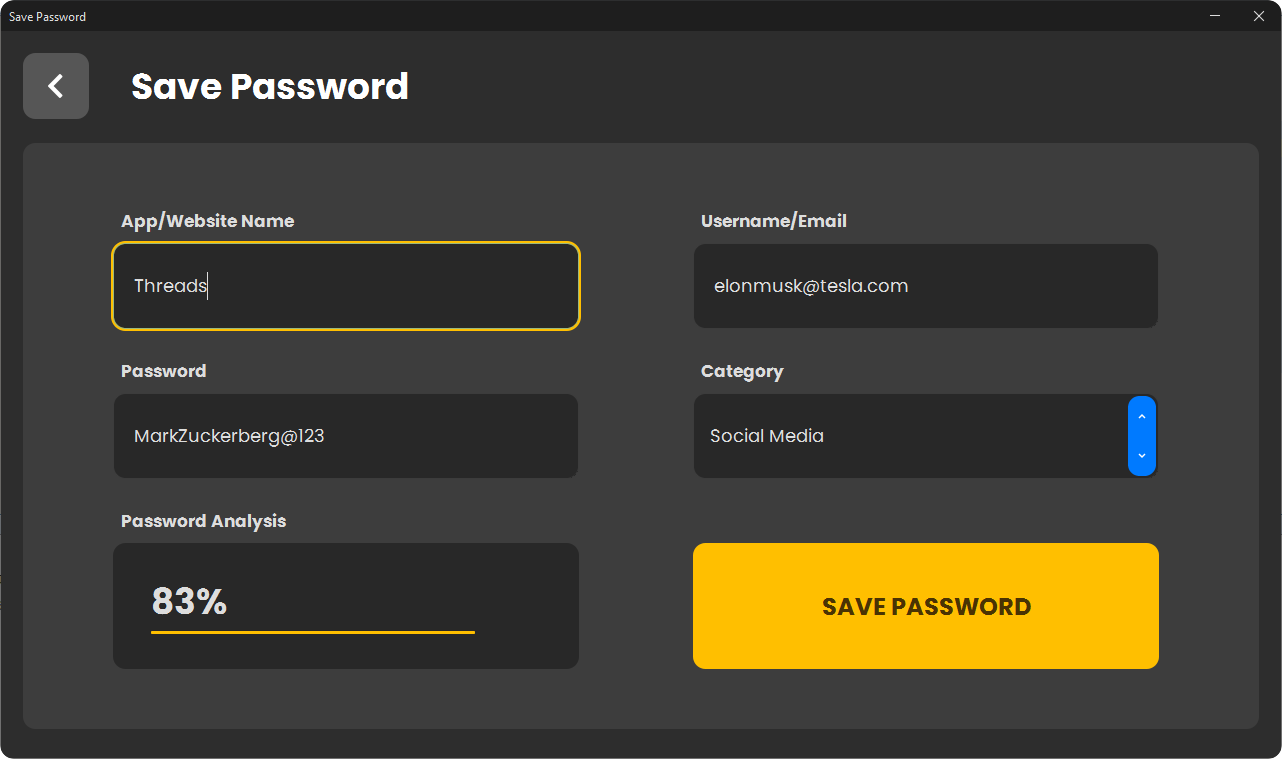 Save Password
Save Password
App/Website Name
Username/Email
Threads
elonmusk@tesla.com
Password
Category
MarkZuckerberg@123
Social Media
Password Analysis
83%
SAVE PASSWORD